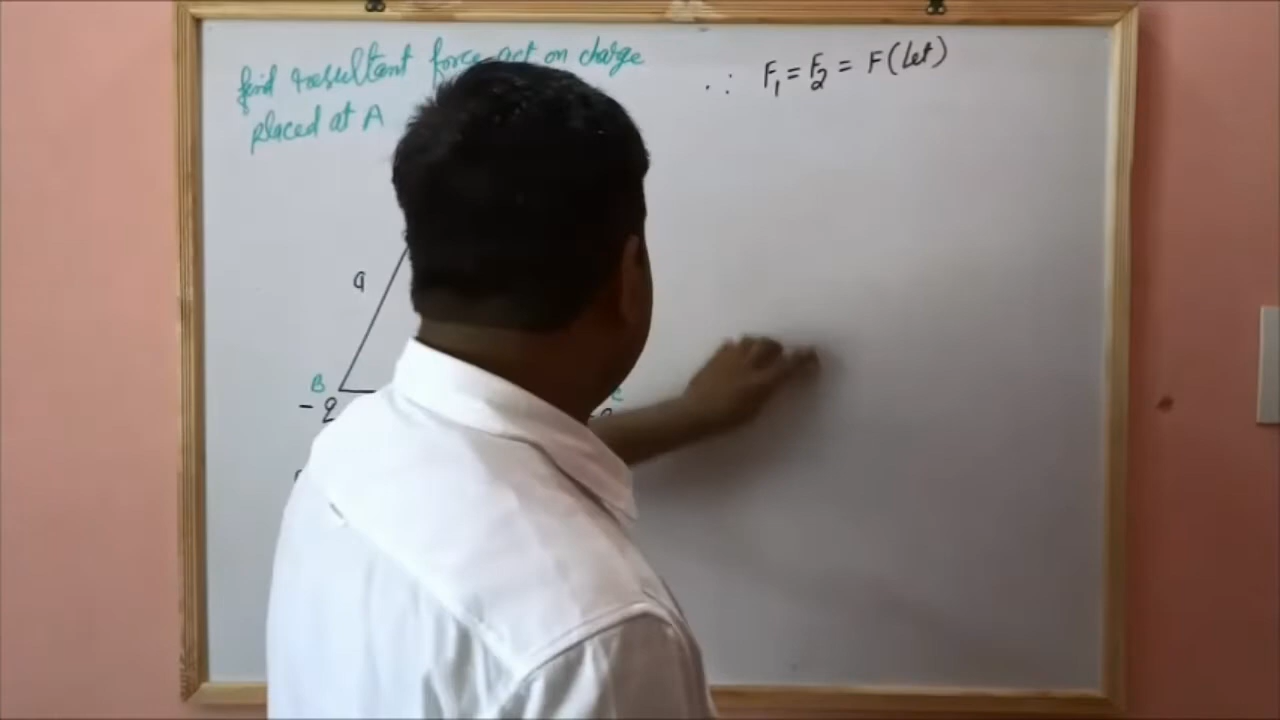 find resultant force act on charge
placed at A
∴ F₁ = F₂ = F (let)
a
B
- q
C